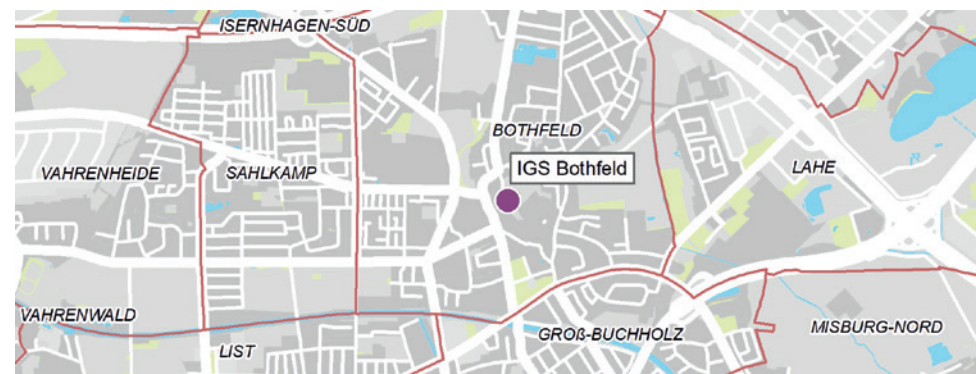 ISERNHAGEN-SÜD
BOTHFELD
IGS Bothfeld
VAHRENHEIDE
SAHLKAMP
LAHE
VAHRENWALD
LIST
GROß-BUCHHOLZ
MISBURG-NORD